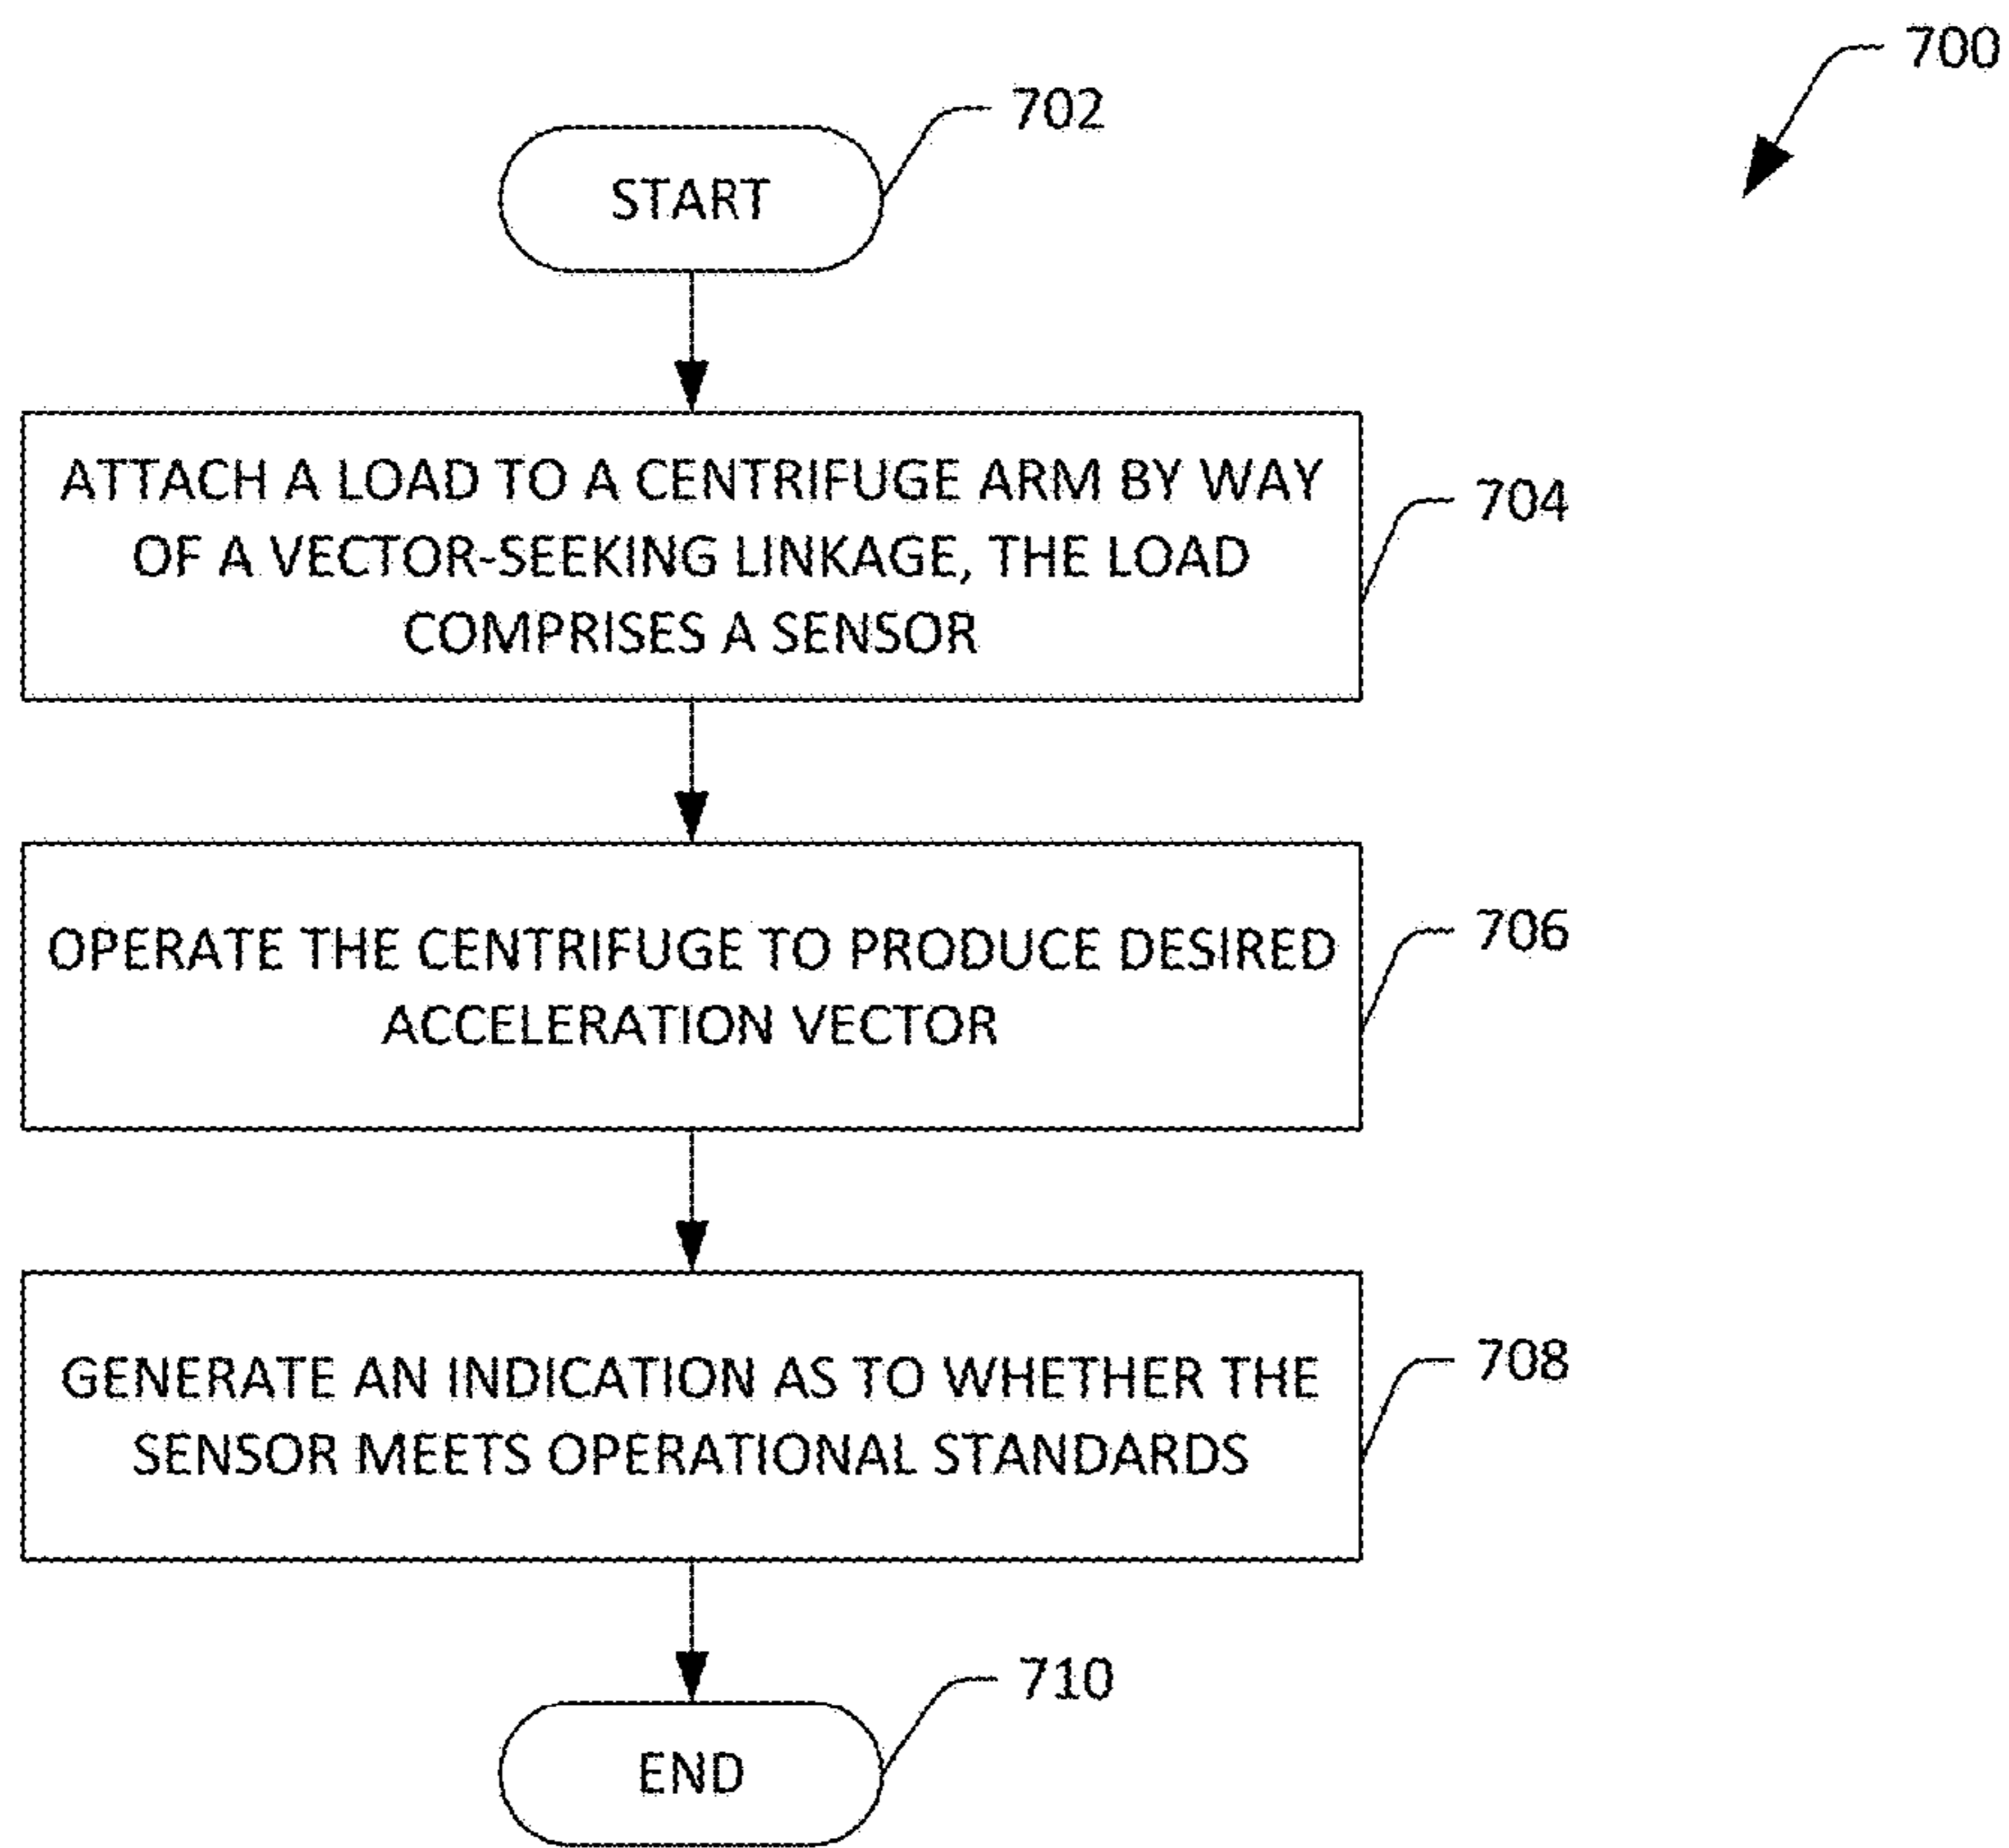 700
702
START
ATTACH A LOAD TO A CENTRIFUGE ARM BY WAY
OF A VECTOR-SEEKING LINKAGE, THE LOAD
COMPRISES A SENSOR
704
OPERATE THE CENTRIFUGE TO PRODUCE DESIRED
ACCELERATION VECTOR
706
GENERATE AN INDICATION AS TO WHETHER THE
SENSOR MEETS OPERATIONAL STANDARDS
708
710
END